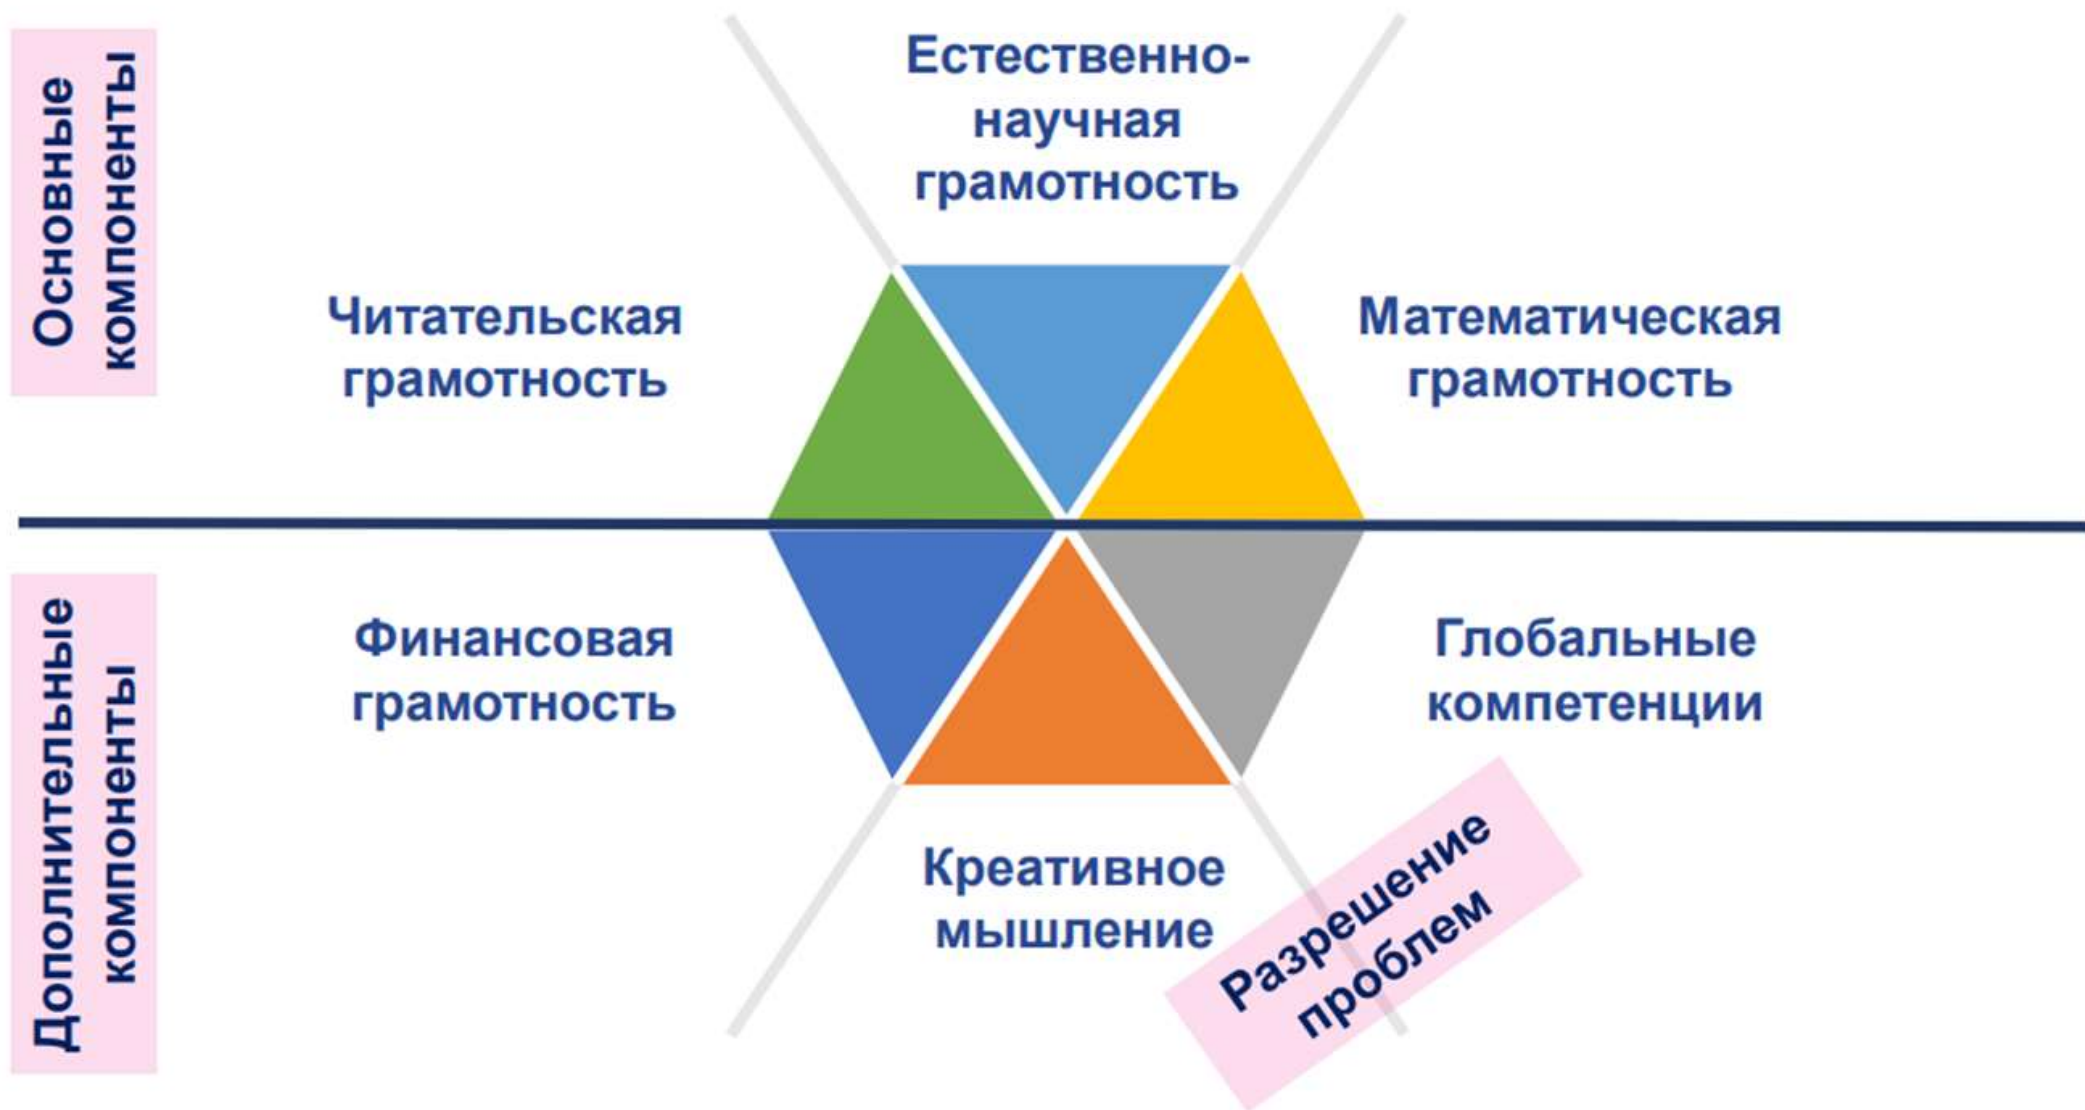 Основные
компоненты
Естественно-
научная
грамотность
Читательская
грамотность
Математическая
грамотность
Дополнительные
компоненты
Финансовая
грамотность
Глобальные
компетенции
Креативное
мышление
Разрешение
проблем